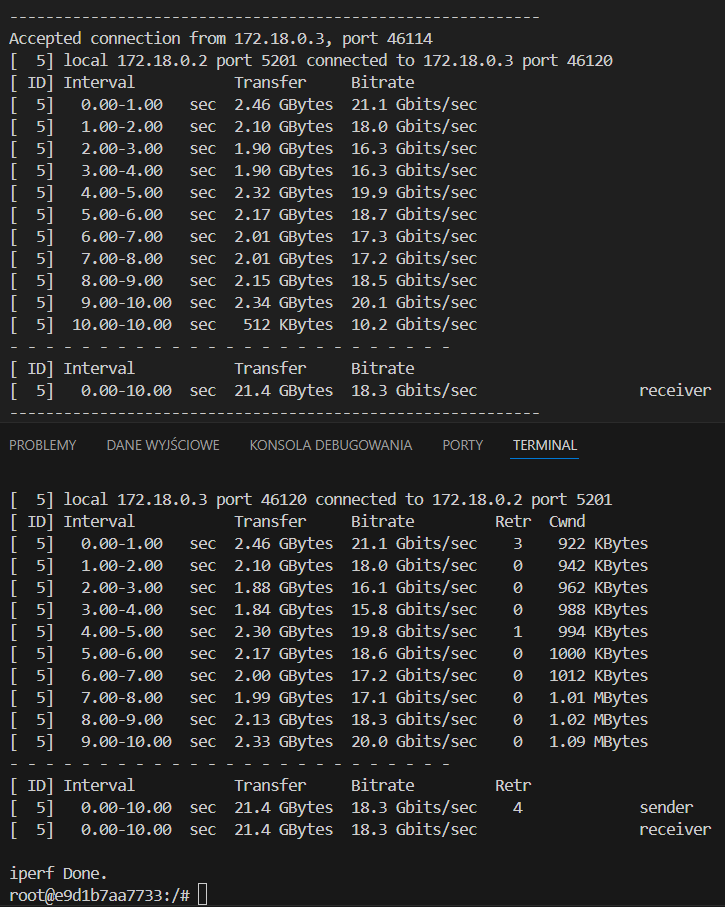 -----------------------------------------------------------
Accepted connection from 172.18.0.3, port 46114
[  5] local 172.18.0.2 port 5201 connected to 172.18.0.3 port 46120
[ ID] Interval           Transfer     Bitrate
[  5]   0.00-1.00   sec  2.46 GBytes  21.1 Gbits/sec
[  5]   1.00-2.00   sec  2.10 GBytes  18.0 Gbits/sec
[  5]   2.00-3.00   sec  1.90 GBytes  16.3 Gbits/sec
[  5]   3.00-4.00   sec  1.90 GBytes  16.3 Gbits/sec
[  5]   4.00-5.00   sec  2.32 GBytes  19.9 Gbits/sec
[  5]   5.00-6.00   sec  2.17 GBytes  18.7 Gbits/sec
[  5]   6.00-7.00   sec  2.01 GBytes  17.3 Gbits/sec
[  5]   7.00-8.00   sec  2.01 GBytes  17.2 Gbits/sec
[  5]   8.00-9.00   sec  2.15 GBytes  18.5 Gbits/sec
[  5]   9.00-10.00  sec  2.34 GBytes  20.1 Gbits/sec
[  5]  10.00-10.00  sec   512 KBytes  10.2 Gbits/sec
- - - - - - - - - - - - - - - - - - - - - - - - -
[ ID] Interval           Transfer     Bitrate
[  5]   0.00-10.00  sec  21.4 GBytes  18.3 Gbits/sec                  receiver
-----------------------------------------------------------
PROBLEMY DANE WYJŚCIOWE KONSOLA DEBUGOWANIA PORTY TERMINAL
[  5] local 172.18.0.3 port 46120 connected to 172.18.0.2 port 5201
[ ID] Interval           Transfer     Bitrate         Retr  Cwnd
[  5]   0.00-1.00   sec  2.46 GBytes  21.1 Gbits/sec    3    922 KBytes
[  5]   1.00-2.00   sec  2.10 GBytes  18.0 Gbits/sec    0    942 KBytes
[  5]   2.00-3.00   sec  1.88 GBytes  16.1 Gbits/sec    0    962 KBytes
[  5]   3.00-4.00   sec  1.84 GBytes  15.8 Gbits/sec    0    988 KBytes
[  5]   4.00-5.00   sec  2.30 GBytes  19.8 Gbits/sec    1    994 KBytes
[  5]   5.00-6.00   sec  2.17 GBytes  18.6 Gbits/sec    0   1000 KBytes
[  5]   6.00-7.00   sec  2.00 GBytes  17.2 Gbits/sec    0   1012 KBytes
[  5]   7.00-8.00   sec  1.99 GBytes  17.1 Gbits/sec    0   1.01 MBytes
[  5]   8.00-9.00   sec  2.13 GBytes  18.3 Gbits/sec    0   1.02 MBytes
[  5]   9.00-10.00  sec  2.33 GBytes  20.0 Gbits/sec    0   1.09 MBytes
- - - - - - - - - - - - - - - - - - - - - - - - -
[ ID] Interval           Transfer     Bitrate         Retr
[  5]   0.00-10.00  sec  21.4 GBytes  18.3 Gbits/sec    4             sender
[  5]   0.00-10.00  sec  21.4 GBytes  18.3 Gbits/sec                  receiver
iperf Done.
root@e9d1b7aa7733:/#